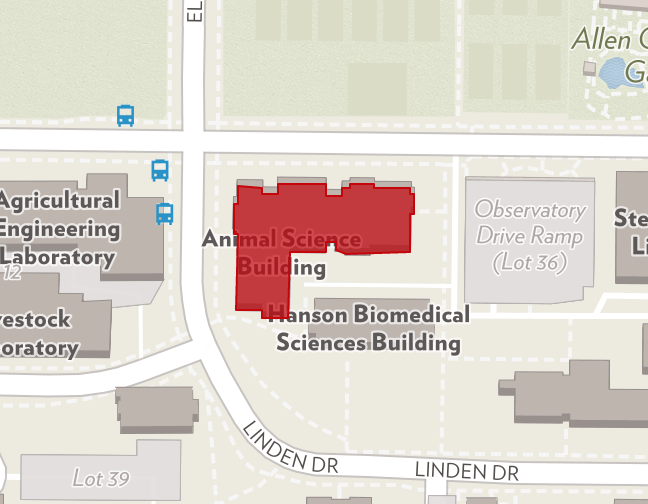 EL
Allen C
Ga
Agricultural
Engineering
Laboratory
12
Animal Science
Building
Observatory
Drive Ramp
(Lot 36)
Ste
Li
vestock
oratory
Hanson Biomedical
Sciences Building
LINDEN DR
LINDEN DR
Lot 39